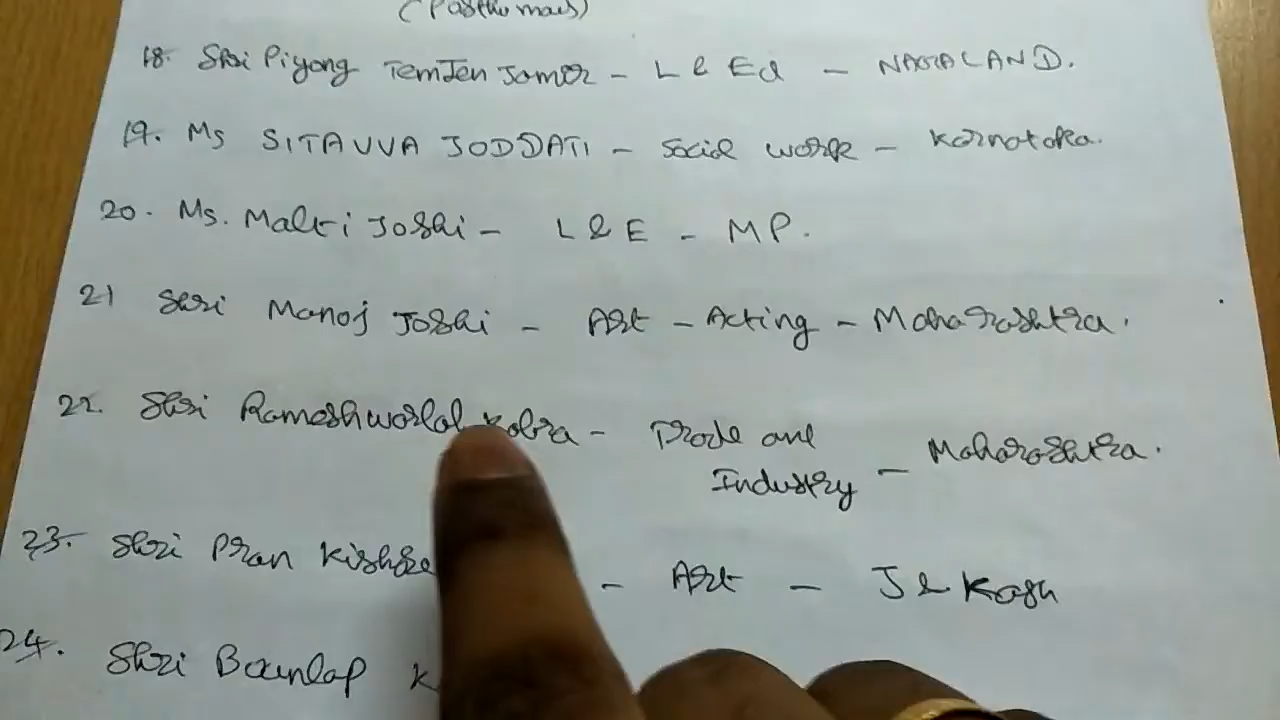 (Posthumous)
18. Shri Piyong TemJen Jamir - L & Ed - NAGALAND.
19. Ms SITAVVA JODDATI - Social work - Karnataka.
20. Ms. Malti Joshi - L & E - MP.
21 Shri Manoj Joshi - Art - Acting - Maharashtra.
22. Shri Rameshwarlal Kabra - Trade and Industry - Maharashtra.
23. Shri Pran Kishore - Art - J & Kash
24. Shri Bounlap K